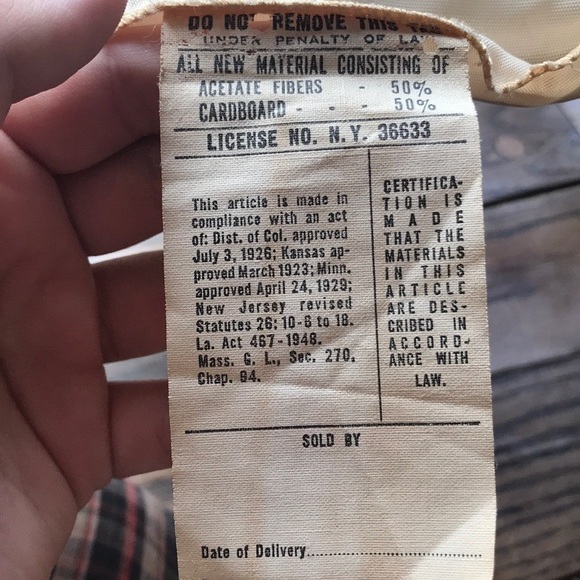 DO NOT REMOVE THIS TAG
UNDER PENALTY OF LAW
ALL NEW MATERIAL CONSISTING OF
ACETATE FIBERS - 50%
CARDBOARD - - - 50%
LICENSE NO. N.Y. 36633
This article is made in
compliance with an act
of: Dist. of Col. approved
July 3, 1926; Kansas ap-
proved March 1923; Minn.
approved April 24, 1929;
New Jersey revised
Statutes 26: 10-6 to 18.
La. Act 467-1948.
Mass. G. L., Sec. 270,
Chap. 94.
CERTIFICA-
TION IS
MADE
THAT THE
MATERIALS
IN THIS
ARTICLE
ARE DES-
CRIBED IN
ACCORD-
ANCE WITH
LAW.
SOLD BY
Date of Delivery..............................